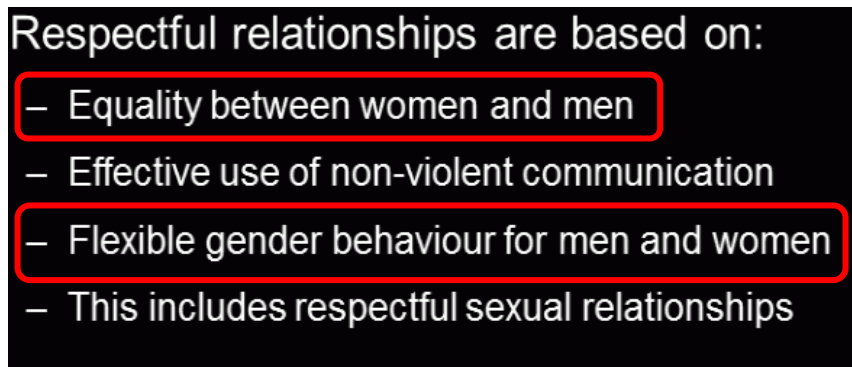 Respectful relationships are based on:
– Equality between women and men
– Effective use of non-violent communication
– Flexible gender behaviour for men and women
– This includes respectful sexual relationships